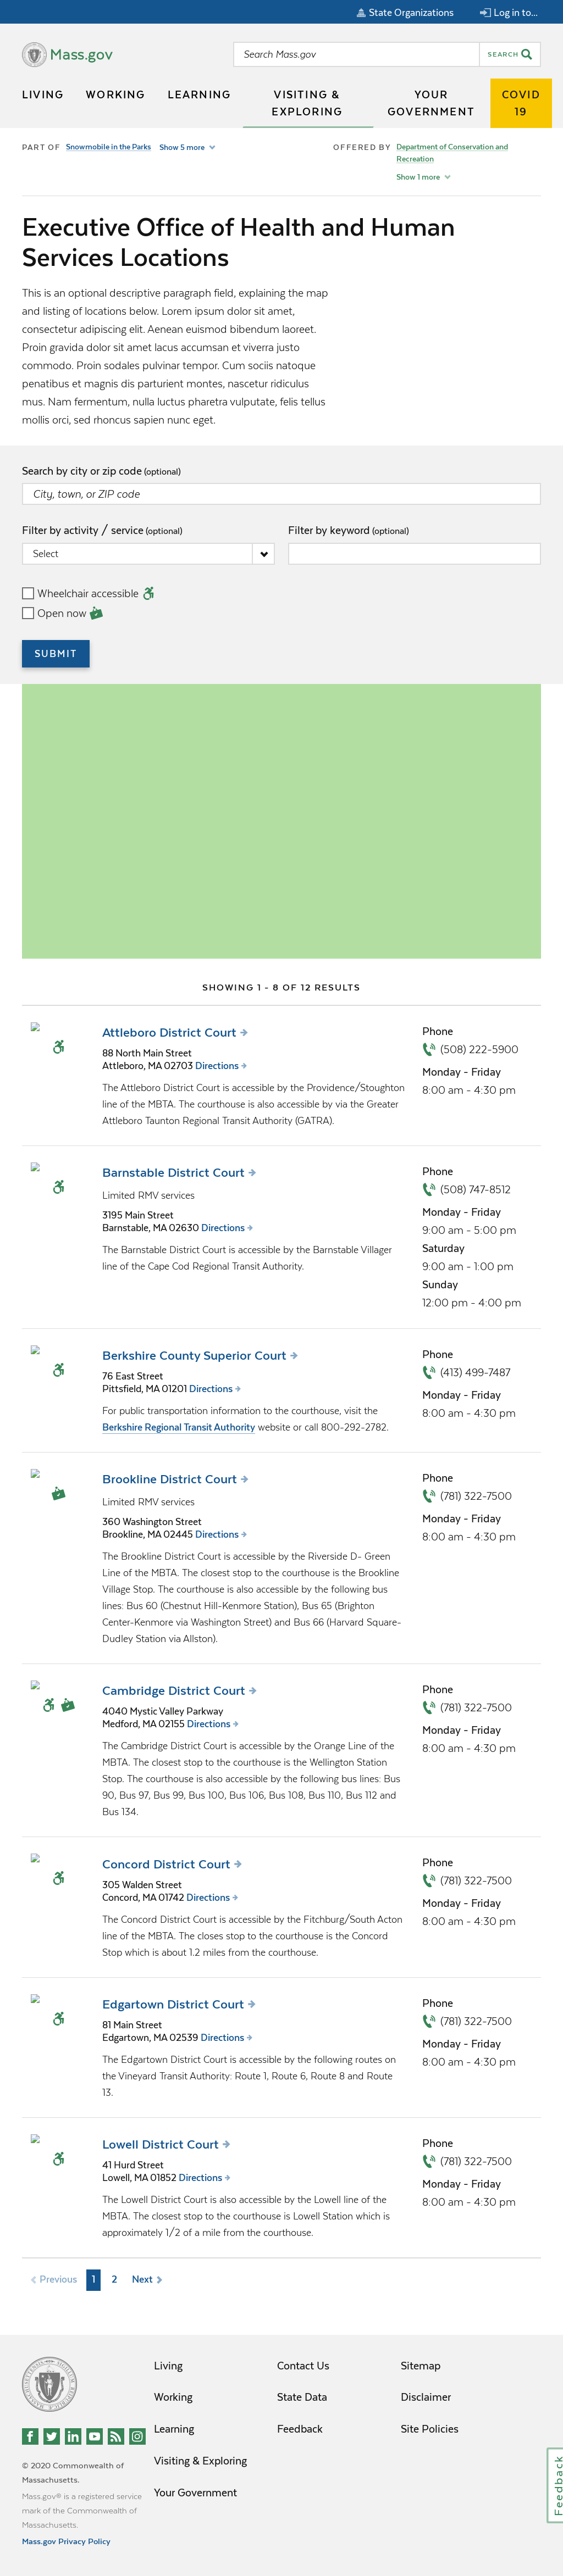 State Organizations
Log in to...
Mass.gov
Search Mass.gov
SEARCH
LIVING
WORKING
LEARNING
VISITING &
EXPLORING
YOUR
GOVERNMENT
COVID
19
PART OF Snowmobile in the Parks Show 5 more
OFFERED BY Department of Conservation and
Recreation
Show 1 more
Executive Office of Health and Human
Services Locations
This is an optional descriptive paragraph field, explaining the map
and listing of locations below. Lorem ipsum dolor sit amet,
consectetur adipiscing elit. Aenean euismod bibendum laoreet.
Proin gravida dolor sit amet lacus accumsan et viverra justo
commodo. Proin sodales pulvinar tempor. Cum sociis natoque
penatibus et magnis dis parturient montes, nascetur ridiculus
mus. Nam fermentum, nulla luctus pharetra vulputate, felis tellus
mollis orci, sed rhoncus sapien nunc eget.
Search by city or zip code (optional)
City, town, or ZIP code
Filter by activity / service (optional)
Select
Filter by keyword (optional)
Wheelchair accessible
Open now
SUBMIT
SHOWING 1 - 8 OF 12 RESULTS
Attleboro District Court
88 North Main Street
Attleboro, MA 02703 Directions
The Attleboro District Court is accessible by the Providence/Stoughton
line of the MBTA. The courthouse is also accessible by via the Greater
Attleboro Taunton Regional Transit Authority (GATRA).
Phone
(508) 222-5900
Monday - Friday
8:00 am - 4:30 pm
Barnstable District Court
Limited RMV services
3195 Main Street
Barnstable, MA 02630 Directions
The Barnstable District Court is accessible by the Barnstable Villager
line of the Cape Cod Regional Transit Authority.
Phone
(508) 747-8512
Monday - Friday
9:00 am - 5:00 pm
Saturday
9:00 am - 1:00 pm
Sunday
12:00 pm - 4:00 pm
Berkshire County Superior Court
76 East Street
Pittsfield, MA 01201 Directions
For public transportation information to the courthouse, visit the
Berkshire Regional Transit Authority website or call 800-292-2782.
Phone
(413) 499-7487
Monday - Friday
8:00 am - 4:30 pm
Brookline District Court
Limited RMV services
360 Washington Street
Brookline, MA 02445 Directions
The Brookline District Court is accessible by the Riverside D- Green
Line of the MBTA. The closest stop to the courthouse is the Brookline
Village Stop. The courthouse is also accessible by the following bus
lines: Bus 60 (Chestnut Hill-Kenmore Station), Bus 65 (Brighton
Center-Kenmore via Washington Street) and Bus 66 (Harvard Square-
Dudley Station via Allston).
Phone
(781) 322-7500
Monday - Friday
8:00 am - 4:30 pm
Cambridge District Court
4040 Mystic Valley Parkway
Medford, MA 02155 Directions
The Cambridge District Court is accessible by the Orange Line of the
MBTA. The closest stop to the courthouse is the Wellington Station
Stop. The courthouse is also accessible by the following bus lines: Bus
90, Bus 97, Bus 99, Bus 100, Bus 106, Bus 108, Bus 110, Bus 112 and
Bus 134.
Phone
(781) 322-7500
Monday - Friday
8:00 am - 4:30 pm
Concord District Court
305 Walden Street
Concord, MA 01742 Directions
The Concord District Court is accessible by the Fitchburg/South Acton
line of the MBTA. The closes stop to the courthouse is the Concord
Stop which is about 1.2 miles from the courthouse.
Phone
(781) 322-7500
Monday - Friday
8:00 am - 4:30 pm
Edgartown District Court
81 Main Street
Edgartown, MA 02539 Directions
The Edgartown District Court is accessible by the following routes on
the Vineyard Transit Authority: Route 1, Route 6, Route 8 and Route
13.
Phone
(781) 322-7500
Monday - Friday
8:00 am - 4:30 pm
Lowell District Court
41 Hurd Street
Lowell, MA 01852 Directions
The Lowell District Court is also accessible by the Lowell line of the
MBTA. The closest stop to the courthouse is Lowell Station which is
approximately 1/2 of a mile from the courthouse.
Phone
(781) 322-7500
Monday - Friday
8:00 am - 4:30 pm
Previous 1 2 Next
Living
Working
Learning
Visiting & Exploring
Your Government
Contact Us
State Data
Feedback
Sitemap
Disclaimer
Site Policies
© 2020 Commonwealth of
Massachusetts.
Mass.gov® is a registered service
mark of the Commonwealth of
Massachusetts.
Mass.gov Privacy Policy
Feedback